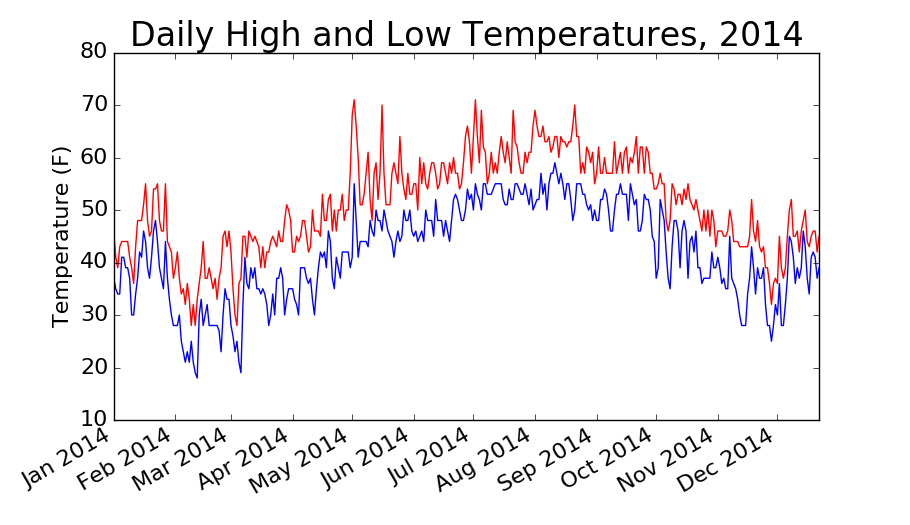 Daily High and Low Temperatures, 2014
80
70
60
50
40
30
20
10
Temperature (F)
Jan 2014
Feb 2014
Mar 2014
Apr 2014
May 2014
Jun 2014
Jul 2014
Aug 2014
Sep 2014
Oct 2014
Nov 2014
Dec 2014